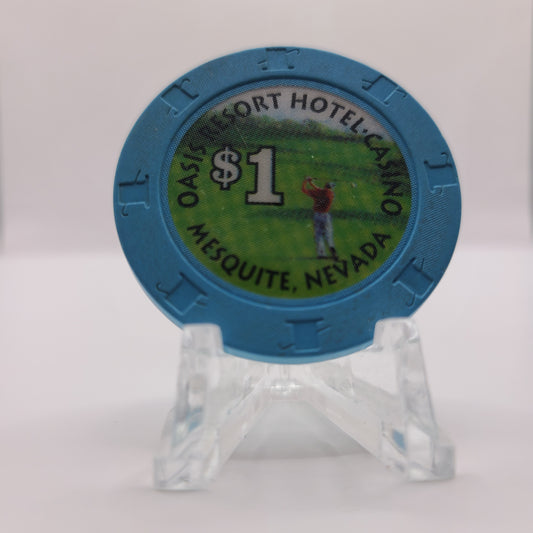 OASIS RESORT HOTEL·CASINO
$1
MESQUITE, NEVADA